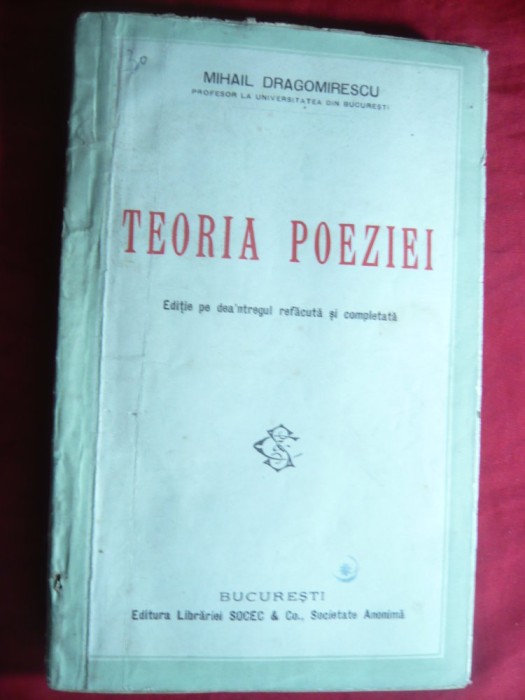 MIHAIL DRAGOMIRESCU
PROFESOR LA UNIVERSITATEA DIN BUCUREȘTI
TEORIA POEZIEI
Ediție pe dea'ntregul refăcută și completată
BUCUREȘTI
Editura Librăriei SOCEC & Co., Societate Anonimă